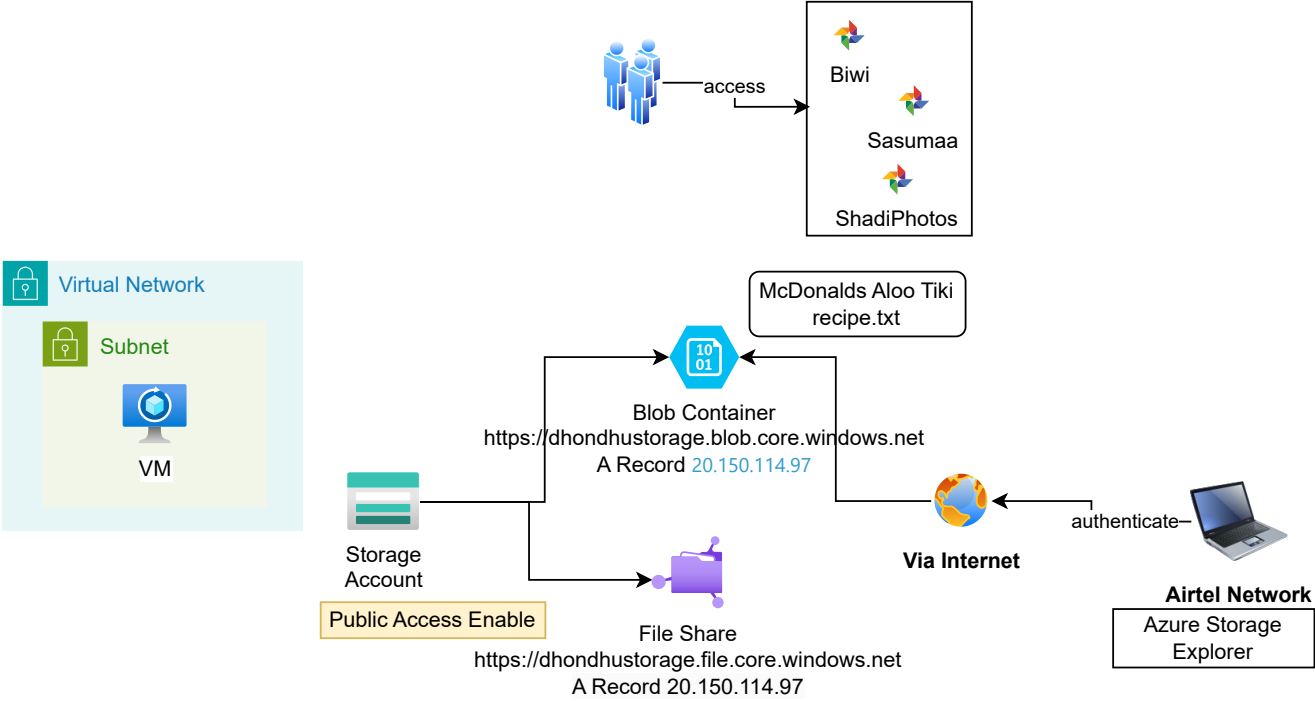 access
Biwi
Sasumaa
ShadiPhotos
Virtual Network
Subnet
VM
McDonalds Aloo Tiki
recipe.txt
10
01
Blob Container
https://dhondhustorage.blob.core.windows.net
A Record 20.150.114.97
Storage
Account
Public Access Enable
File Share
https://dhondhustorage.file.core.windows.net
A Record 20.150.114.97
Via Internet
authenticate
Airtel Network
Azure Storage
Explorer